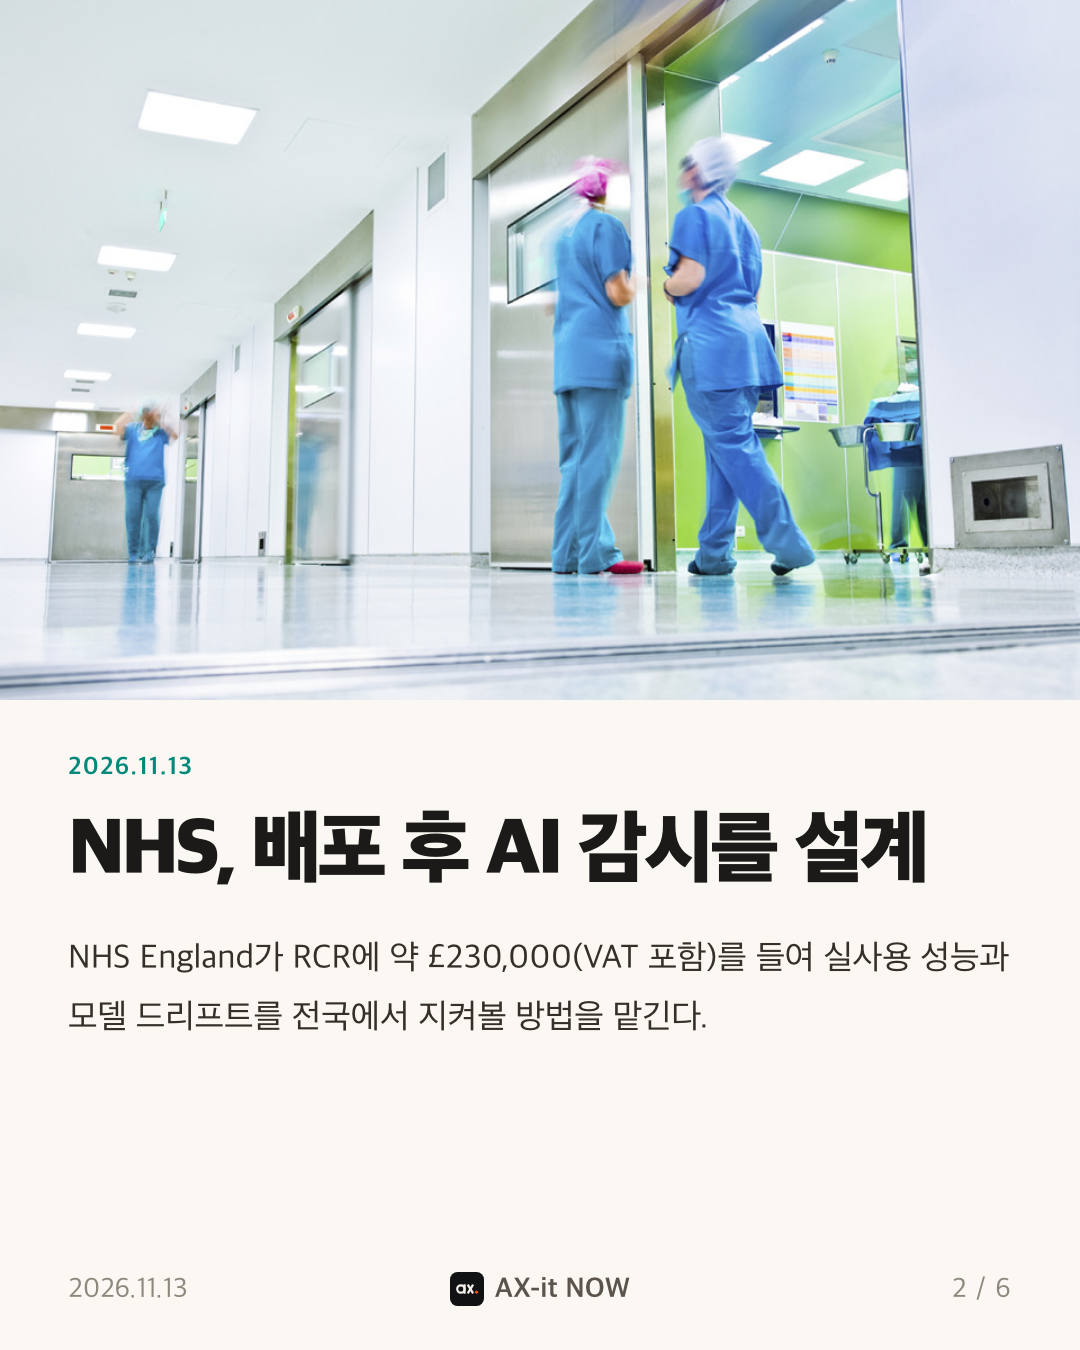 2026.11.13
NHS, 배포 후 AI 감시를 설계
NHS England가 RCR에 약 £230,000(VAT 포함)를 들여 실사용 성능과
모델 드리프트를 전국에서 지켜볼 방법을 맡긴다.
2026.11.13
ax. AX-it NOW
2 / 6